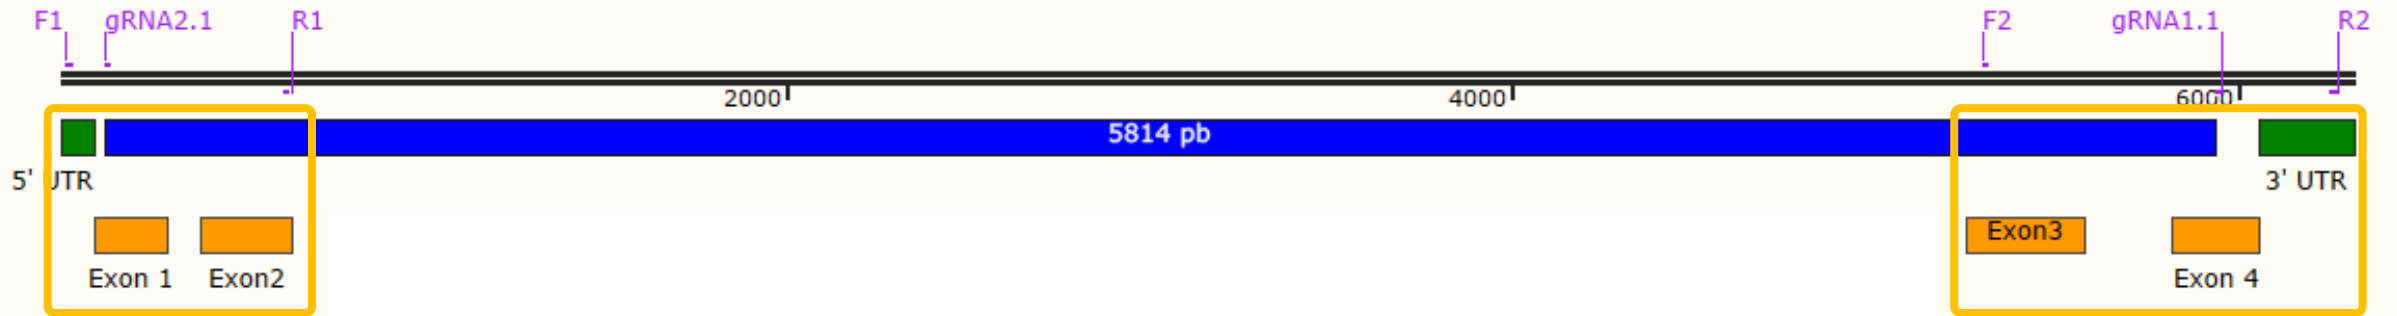 F1 gRNA2.1 R1 F2 gRNA1.1 R2
2000 4000 6000
5814 pb
5' UTR 3' UTR
Exon3
Exon 1 Exon2 Exon 4